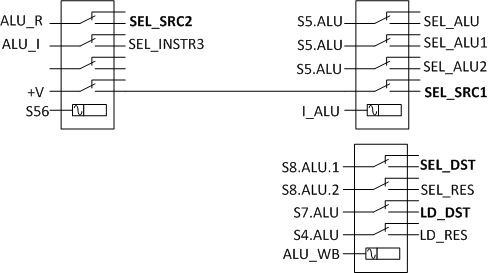 ALU_R SEL_SRC2
ALU_I SEL_INSTR3
+V
S56
S5.ALU SEL_ALU
S5.ALU SEL_ALU1
S5.ALU SEL_ALU2
SEL_SRC1
I_ALU
S8.ALU.1 SEL_DST
S8.ALU.2 SEL_RES
S7.ALU LD_DST
S4.ALU LD_RES
ALU_WB